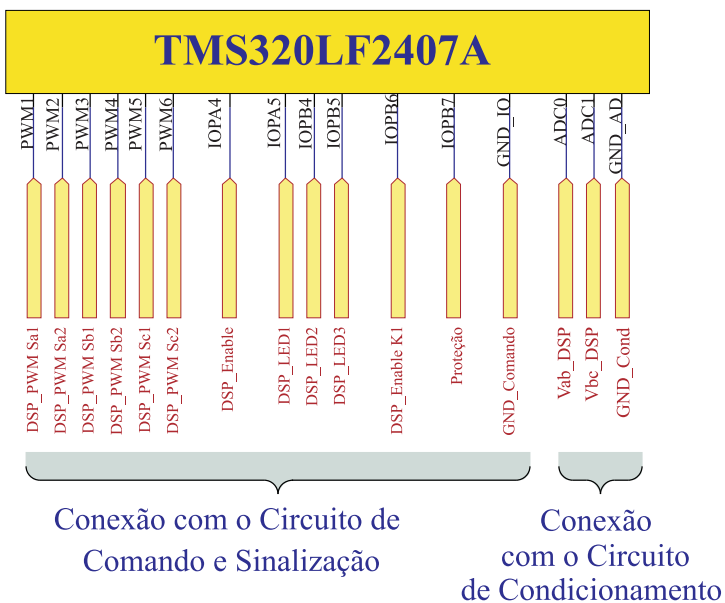 TMS320LF2407A
PWM1
PWM2
PWM3
PWM4
PWM5
PWM6
IOPA4
IOPA5
IOPB4
IOPB5
IOPB6
IOPB7
GND_IO
ADC0
ADC1
GND_AD
DSP_PWM Sa1
DSP_PWM Sa2
DSP_PWM Sb1
DSP_PWM Sb2
DSP_PWM Sc1
DSP_PWM Sc2
DSP_Enable
DSP_LED1
DSP_LED2
DSP_LED3
DSP_Enable K1
Proteção
GND_Comando
Vab_DSP
Vbc_DSP
GND_Cond
Conexão com o Circuito de
Comando e Sinalização
Conexão
com o Circuito
de Condicionamento